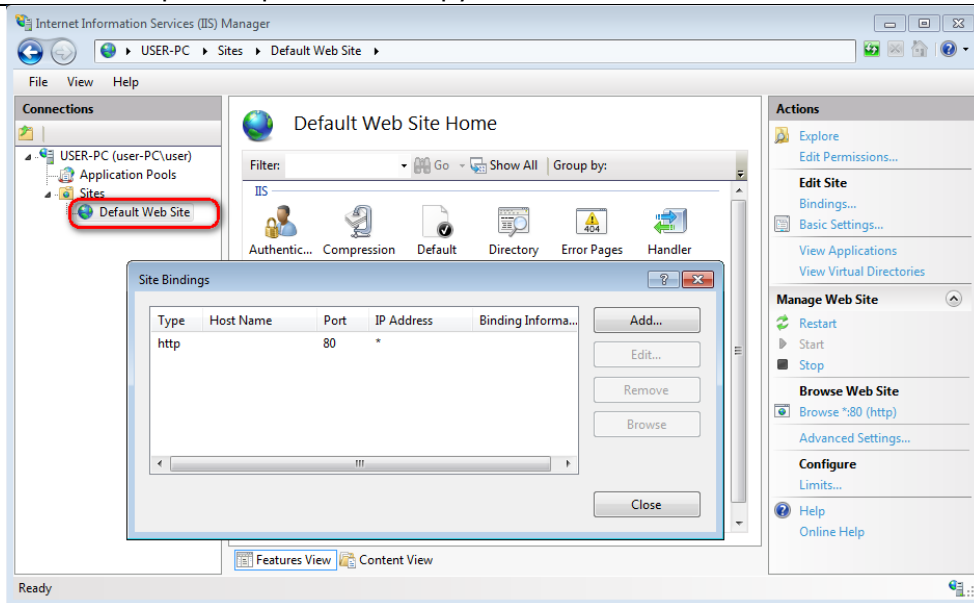 Internet Information Services (IIS) Manager
USER-PC Sites Default Web Site
File View Help
Connections
USER-PC (user-PC\user)
Application Pools
Sites
Default Web Site
Default Web Site Home
Filter: Go Show All Group by:
IIS
Authentic... Compression Default Directory Error Pages Handler
404
Site Bindings
Type Host Name Port IP Address Binding Informa...
http 80 *
Add...
Edit...
Remove
Browse
Close
Features View Content View
Actions
Explore
Edit Permissions...
Edit Site
Bindings...
Basic Settings...
View Applications
View Virtual Directories
Manage Web Site
Restart
Start
Stop
Browse Web Site
Browse *:80 (http)
Advanced Settings...
Configure
Limits...
Help
Online Help
Ready